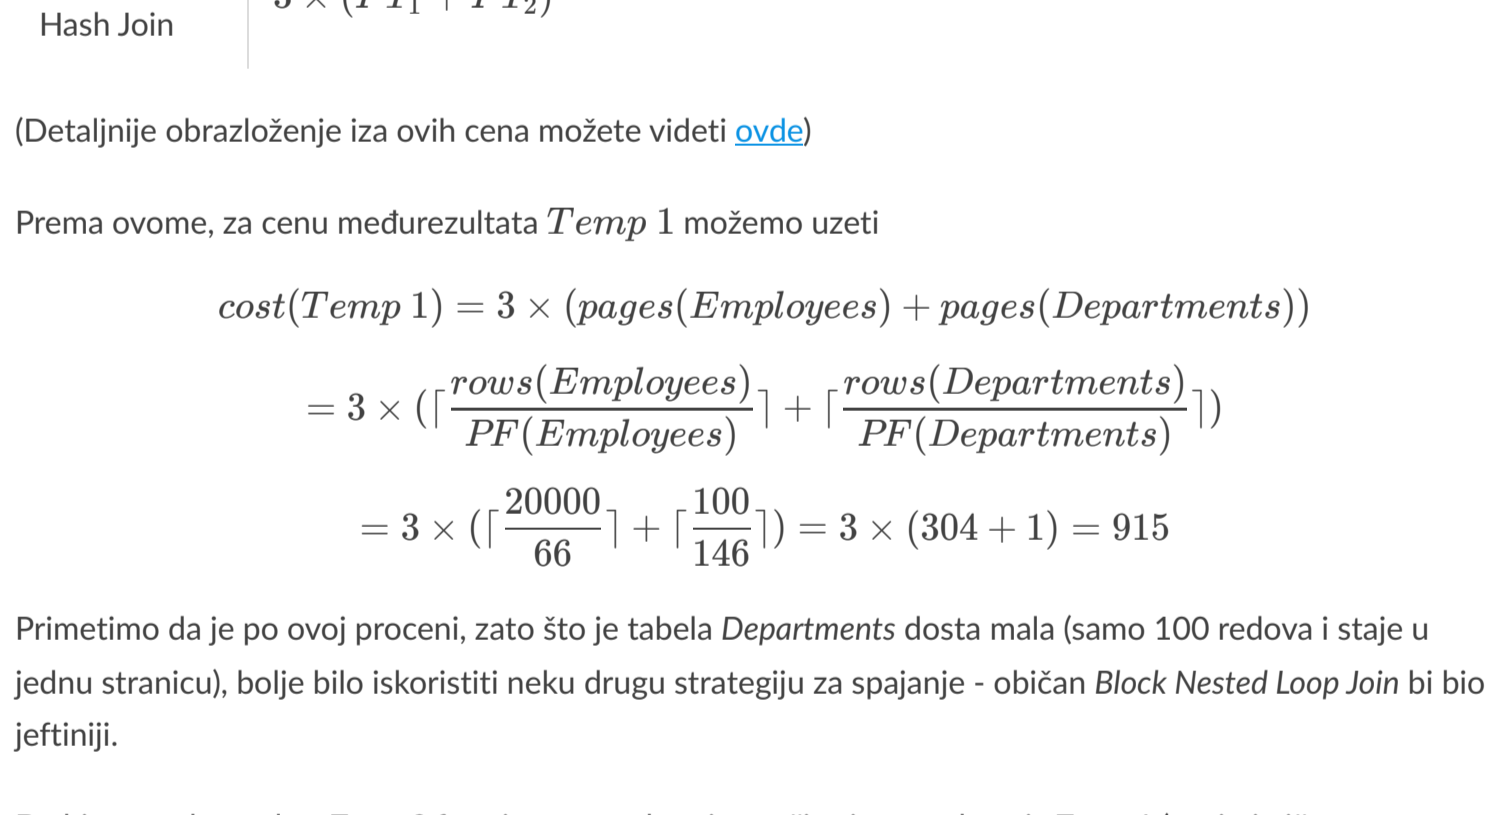 Hash Join
(Detaljnije obrazloženje iza ovih cena možete videti ovde)
Prema ovome, za cenu međurezultata Temp 1 možemo uzeti
cost(Temp 1) = 3 × (pages(Employees) + pages(Departments))
= 3 × (⌈rows(Employees)/PF(Employees)⌉ + ⌈rows(Departments)/PF(Departments)⌉)
= 3 × (⌈20000/66⌉ + ⌈100/146⌉) = 3 × (304 + 1) = 915
Primetimo da je po ovoj proceni, zato što je tabela Departments dosta mala (samo 100 redova i staje u
jednu stranicu), bolje bilo iskoristiti neku drugu strategiju za spajanje - običan Block Nested Loop Join bi bio
jeftiniji.